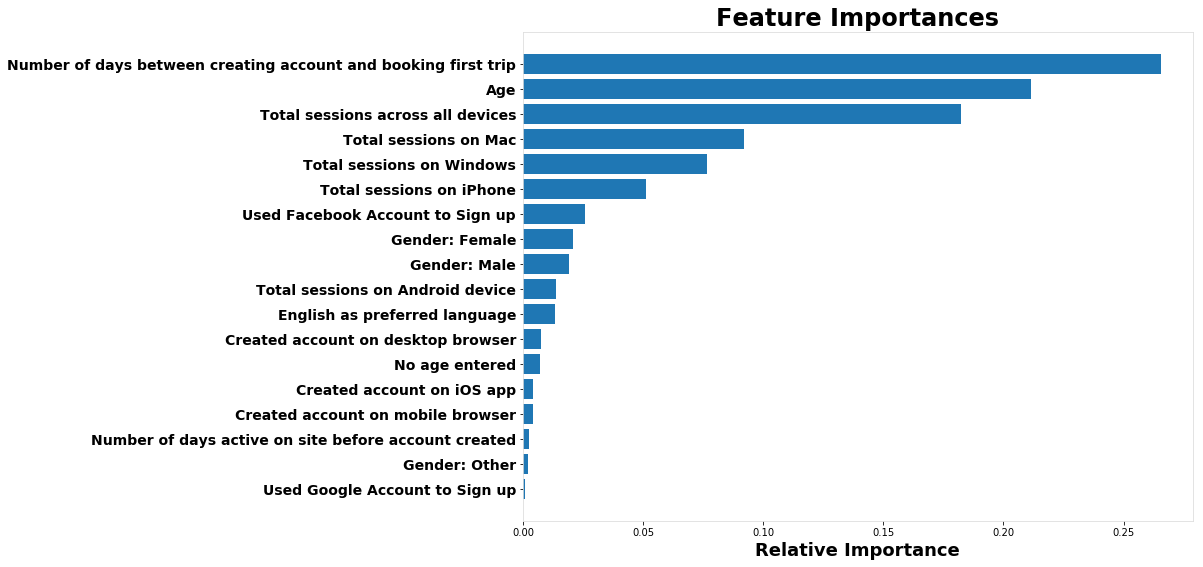 Feature Importances
Number of days between creating account and booking first trip
Age
Total sessions across all devices
Total sessions on Mac
Total sessions on Windows
Total sessions on iPhone
Used Facebook Account to Sign up
Gender: Female
Gender: Male
Total sessions on Android device
English as preferred language
Created account on desktop browser
No age entered
Created account on iOS app
Created account on mobile browser
Number of days active on site before account created
Gender: Other
Used Google Account to Sign up
0.00 0.05 0.10 0.15 0.20 0.25
Relative Importance